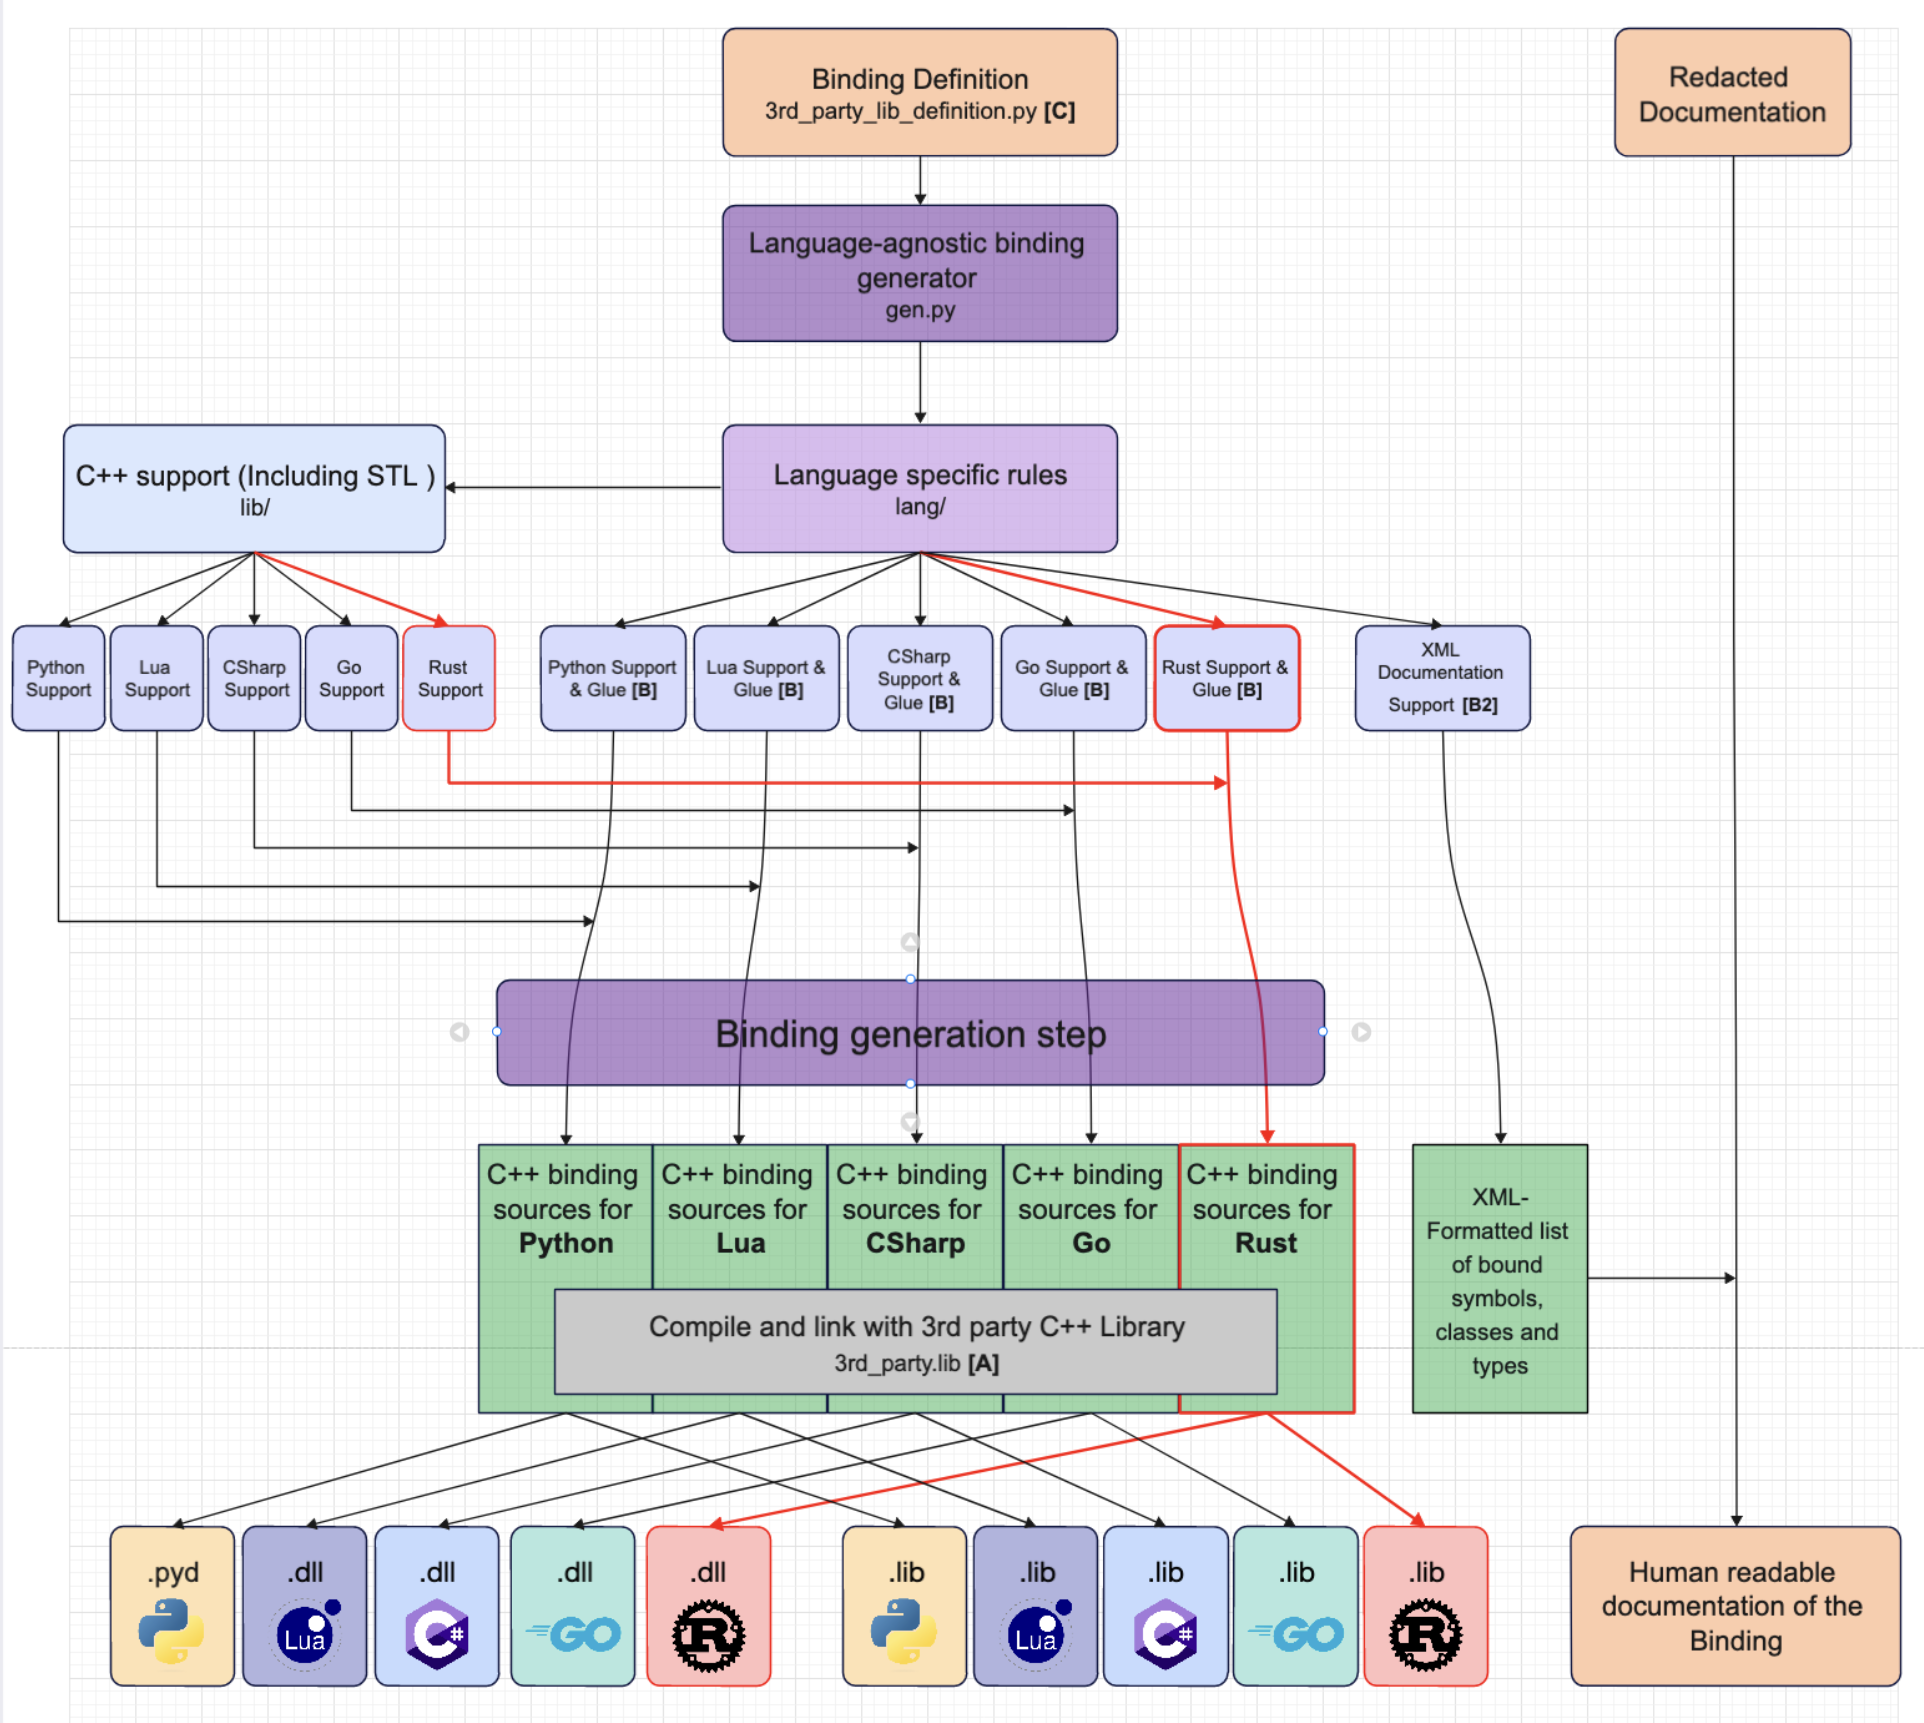 Binding Definition
3rd_party_lib_definition.py [C]
Redacted
Documentation
Language-agnostic binding
generator
gen.py
C++ support (Including STL )
lib/
Language specific rules
lang/
Python
Support
Lua
Support
CSharp
Support
Go
Support
Rust
Support
Python Support
& Glue [B]
Lua Support &
Glue [B]
CSharp
Support &
Glue [B]
Go Support &
Glue [B]
Rust Support &
Glue [B]
XML
Documentation
Support [B2]
Binding generation step
C++ binding
sources for
Python
C++ binding
sources for
Lua
C++ binding
sources for
CSharp
C++ binding
sources for
Go
C++ binding
sources for
Rust
XML-
Formatted list
of bound
symbols,
classes and
types
Compile and link with 3rd party C++ Library
3rd_party.lib [A]
.pyd
.dll
Lua
.dll
C#
.dll
GO
.dll
R
.lib
.lib
Lua
.lib
C#
.lib
GO
.lib
R
Human readable
documentation of the
Binding